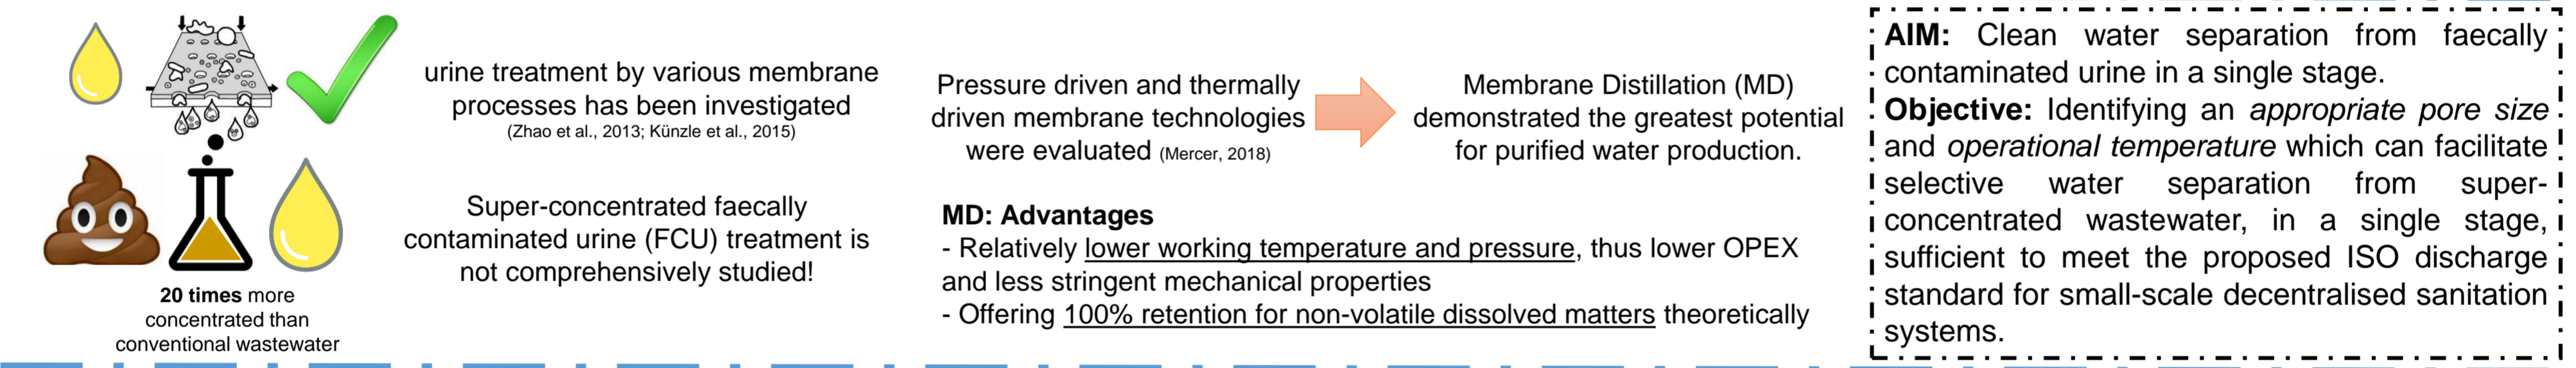 urine treatment by various membrane
processes has been investigated
(Zhao et al., 2013; Künzle et al., 2015)
Super-concentrated faecally
contaminated urine (FCU) treatment is
not comprehensively studied!
20 times more
concentrated than
conventional wastewater
Pressure driven and thermally
driven membrane technologies
were evaluated (Mercer, 2018)
Membrane Distillation (MD)
demonstrated the greatest potential
for purified water production.
MD: Advantages
- Relatively lower working temperature and pressure, thus lower OPEX
and less stringent mechanical properties
- Offering 100% retention for non-volatile dissolved matters theoretically
AIM: Clean water separation from faecally
contaminated urine in a single stage.
Objective: Identifying an appropriate pore size
and operational temperature which can facilitate
selective water separation from super-
concentrated wastewater, in a single stage,
sufficient to meet the proposed ISO discharge
standard for small-scale decentralised sanitation
systems.